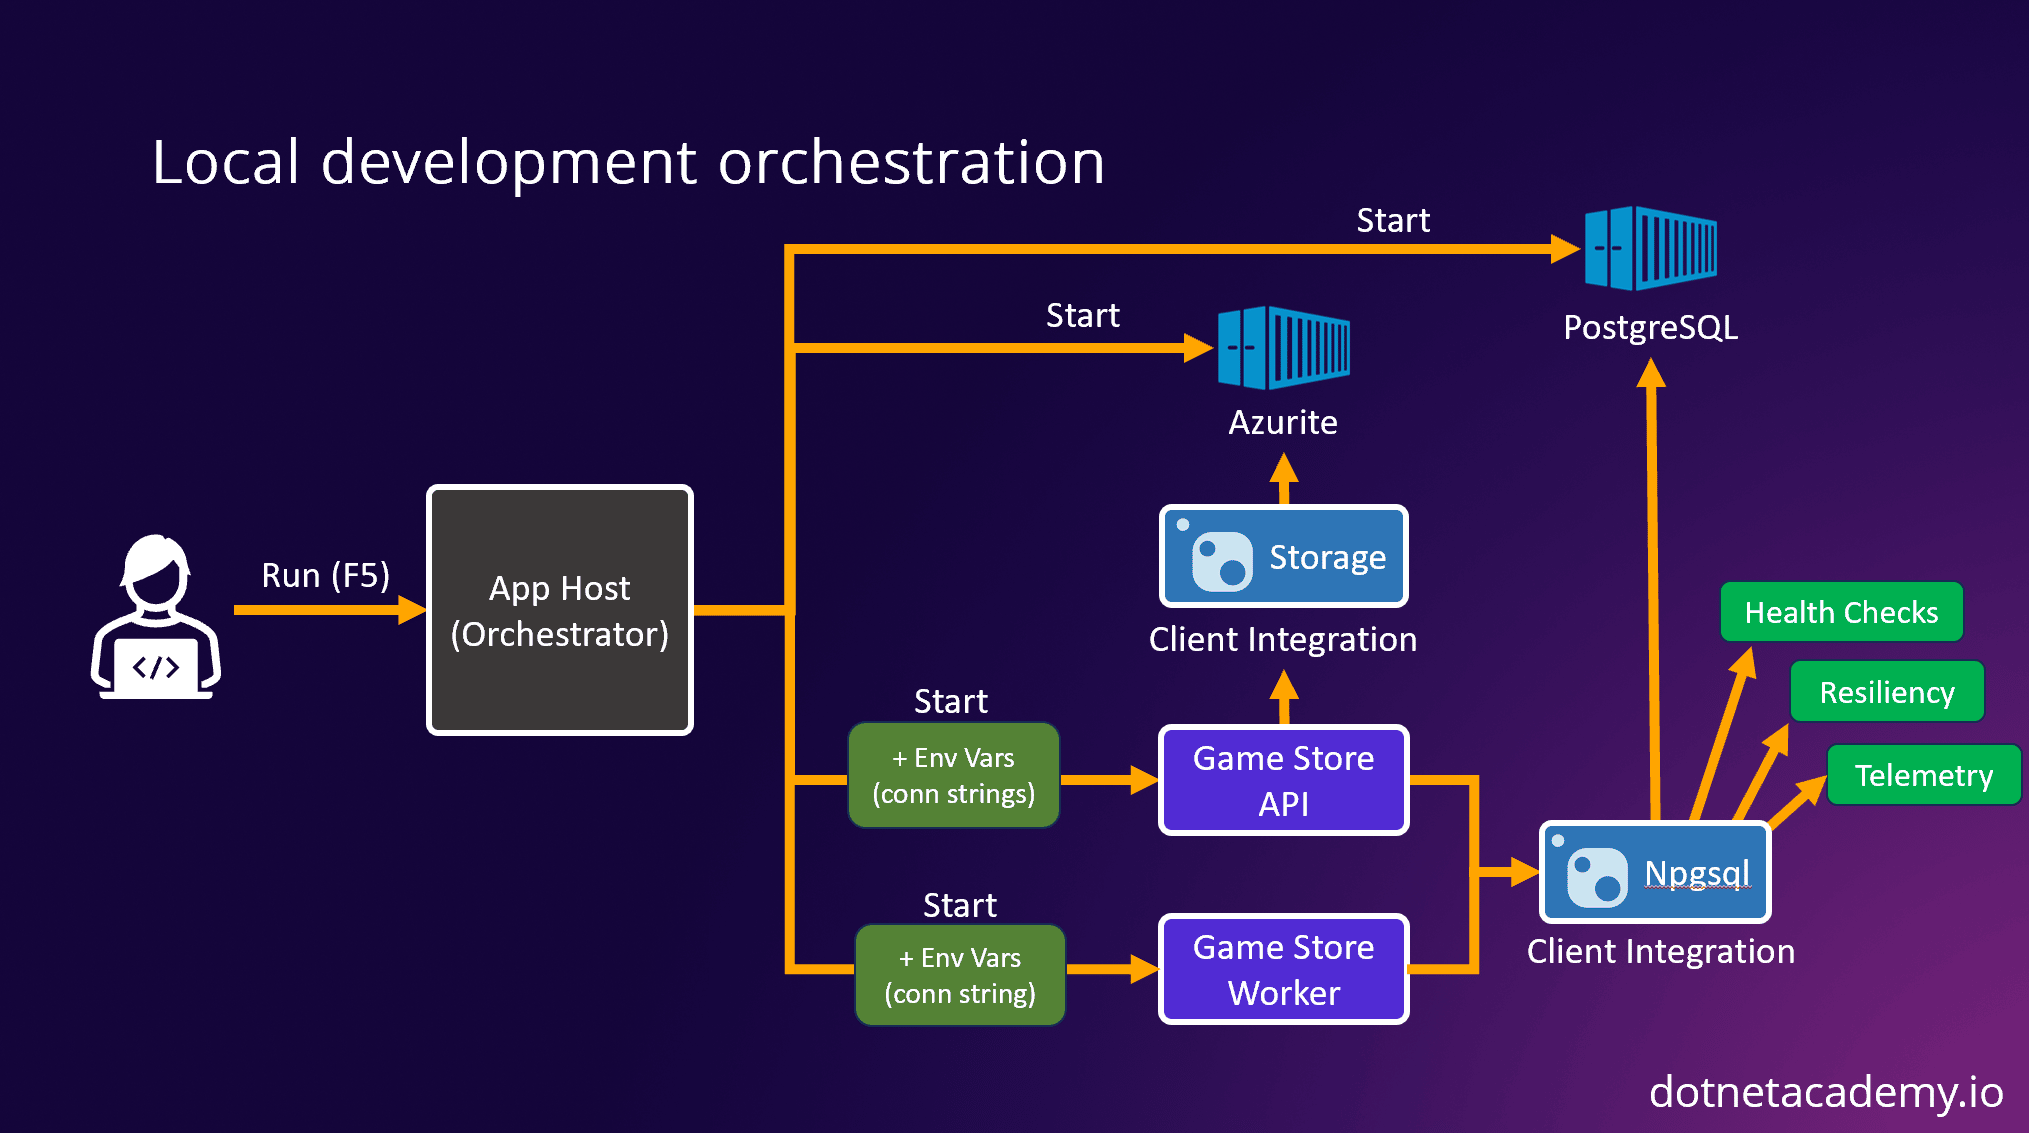 Local development orchestration
Start
PostgreSQL
Start
Azurite
Run (F5)
</>
App Host
(Orchestrator)
Storage
Client Integration
Health Checks
Resiliency
Telemetry
Start
+ Env Vars
(conn strings)
Game Store
API
Npgsql
Client Integration
Start
+ Env Vars
(conn string)
Game Store
Worker
dotnetacademy.io